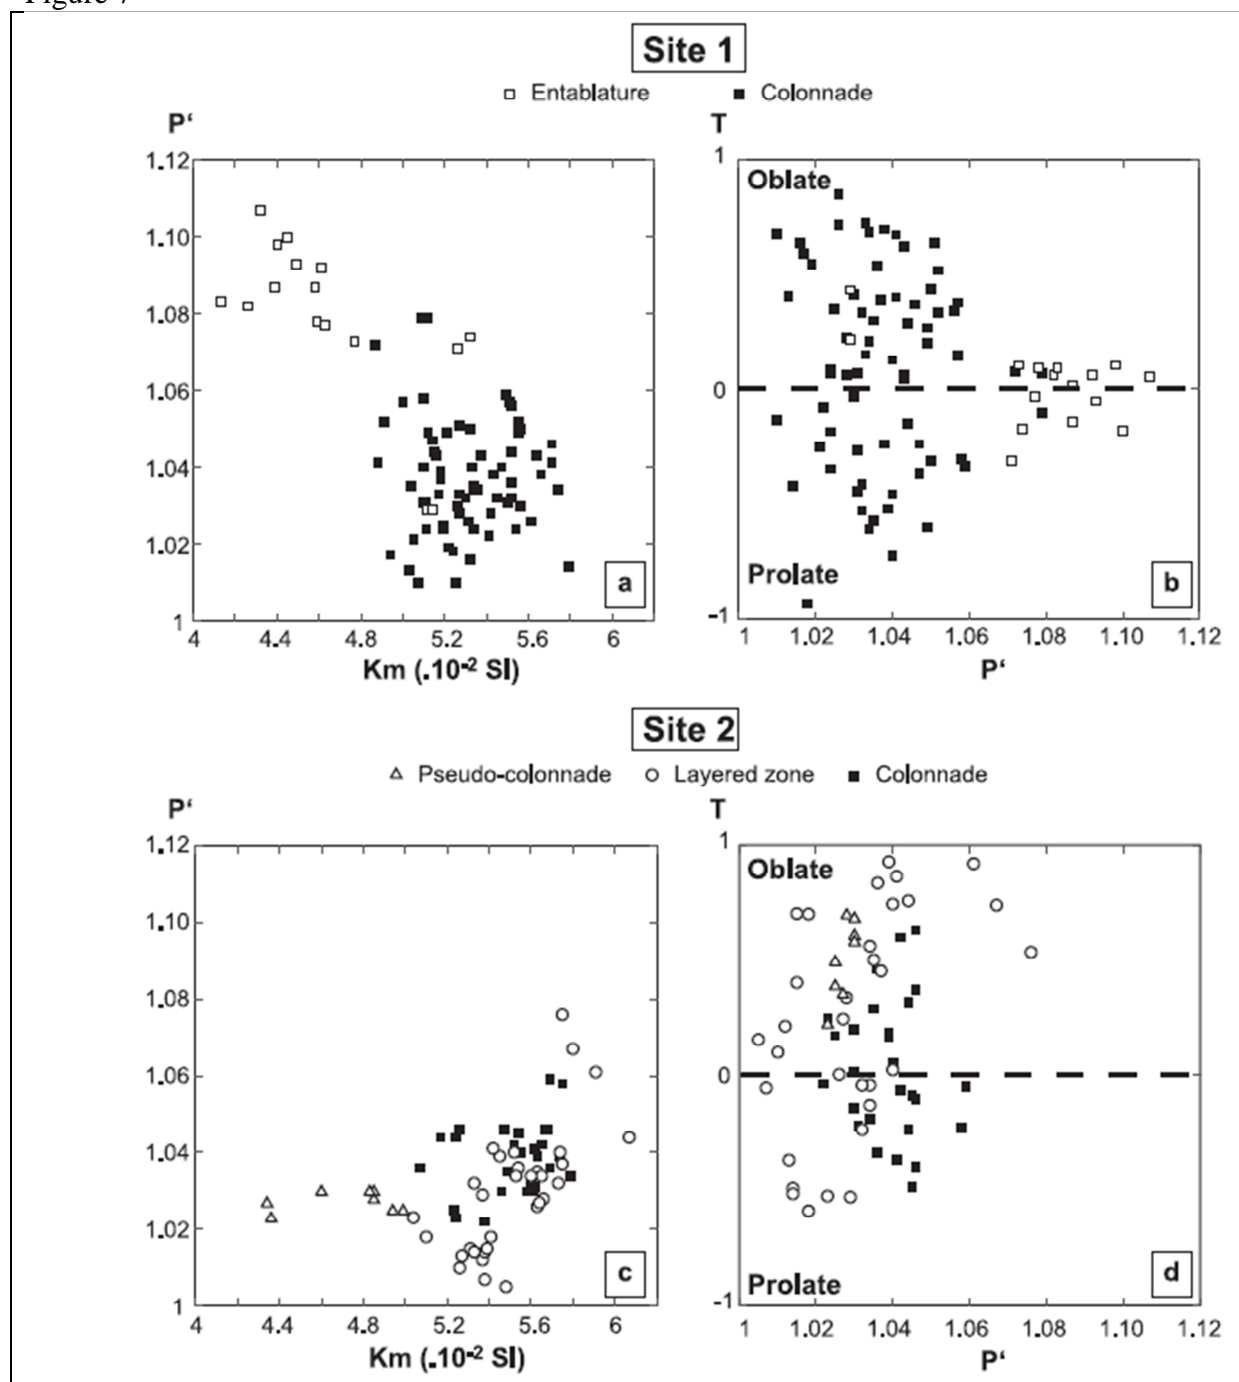 Figure 7
Site 1
Entablature Colonnade
P‘ T
1.12
1.10
1.08
1.06
1.04
1.02
1
4 4.4 4.8 5.2 5.6 6
Km (.10-2 SI)
a
1
0
-1
Oblate
Prolate
1 1.02 1.04 1.06 1.08 1.10 1.12
P‘
b
Site 2
Pseudo-colonnade Layered zone Colonnade
P‘ T
1.12
1.10
1.08
1.06
1.04
1.02
1
4 4.4 4.8 5.2 5.6 6
Km (.10-2 SI)
c
1
0
-1
Oblate
Prolate
1 1.02 1.04 1.06 1.08 1.10 1.12
P‘
d